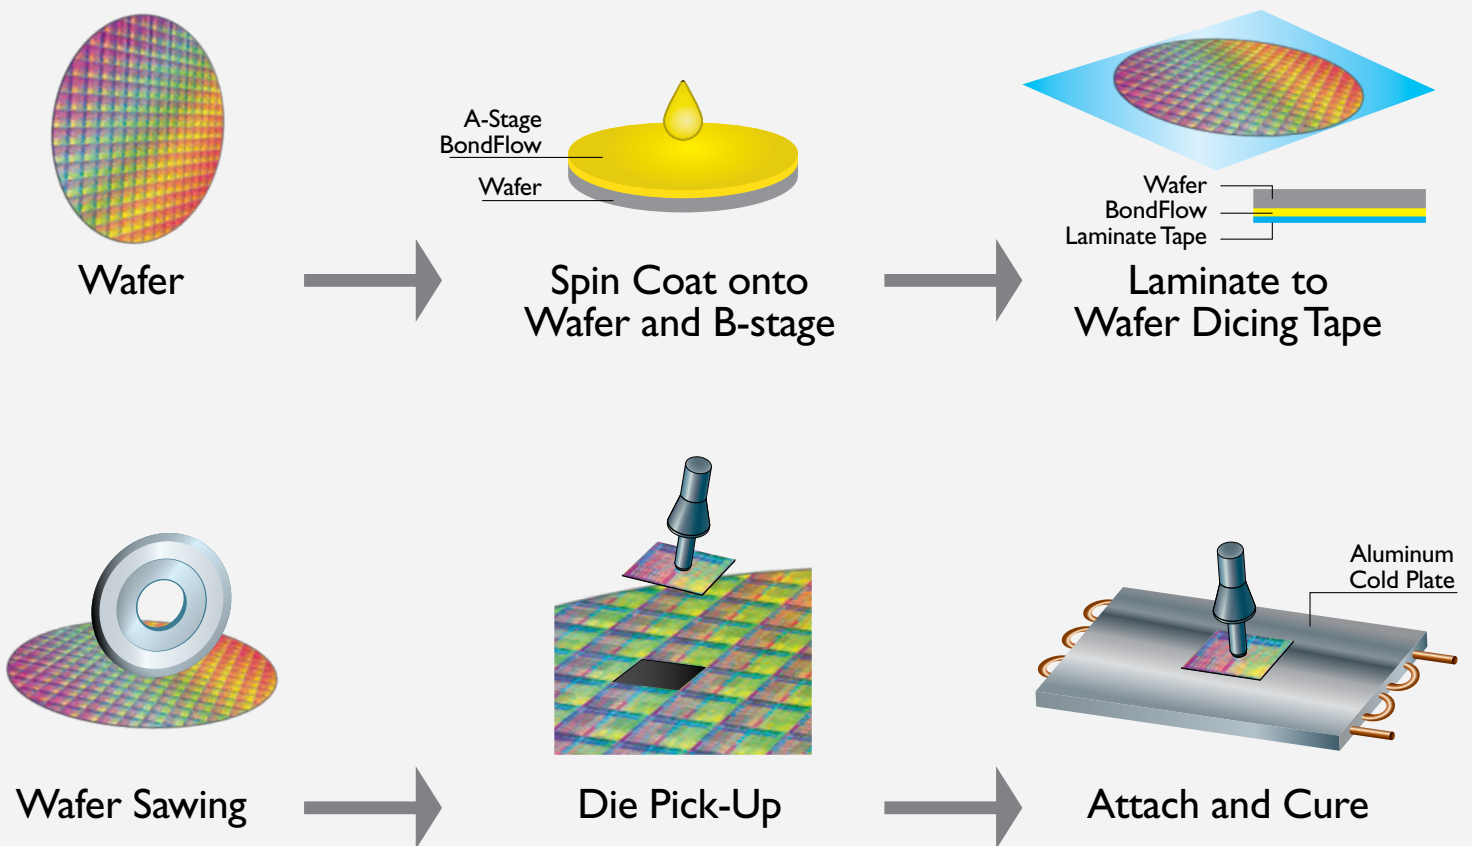 Wafer
A-Stage
BondFlow
Wafer
Spin Coat onto
Wafer and B-stage
Wafer
BondFlow
Laminate Tape
Laminate to
Wafer Dicing Tape
Wafer Sawing
Die Pick-Up
Aluminum
Cold Plate
Attach and Cure